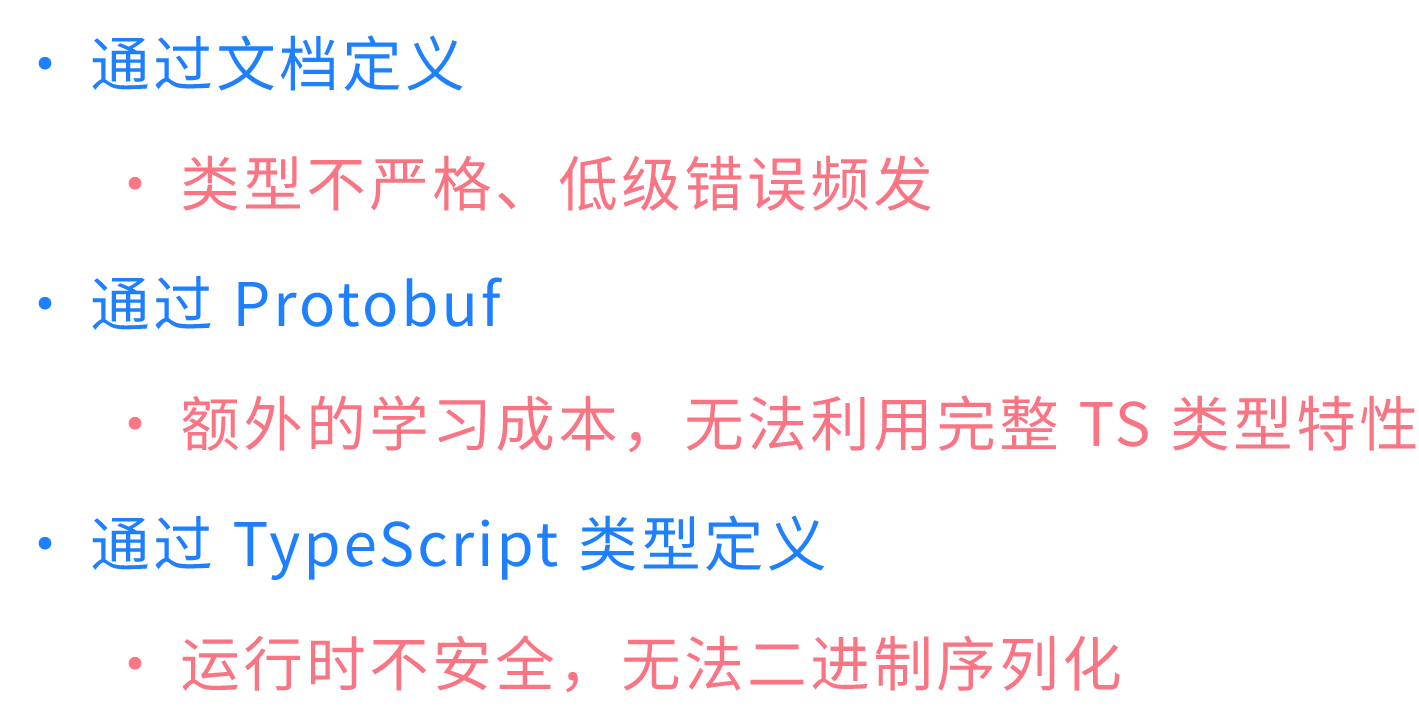 • 通过文档定义
• 类型不严格、低级错误频发
• 通过 Protobuf
• 额外的学习成本，无法利用完整 TS 类型特性
• 通过 TypeScript 类型定义
• 运行时不安全，无法二进制序列化